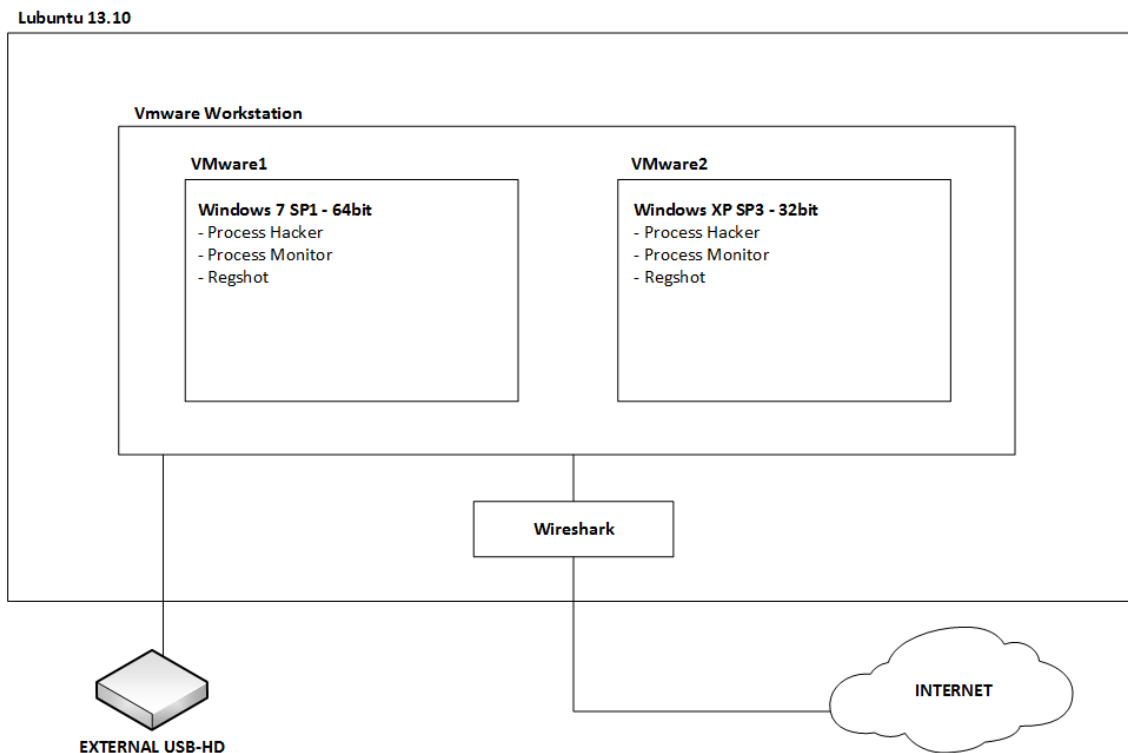 Lubuntu 13.10
Vmware Workstation
VMware1
Windows 7 SP1 - 64bit
- Process Hacker
- Process Monitor
- Regshot
VMware2
Windows XP SP3 - 32bit
- Process Hacker
- Process Monitor
- Regshot
Wireshark
EXTERNAL USB-HD
INTERNET